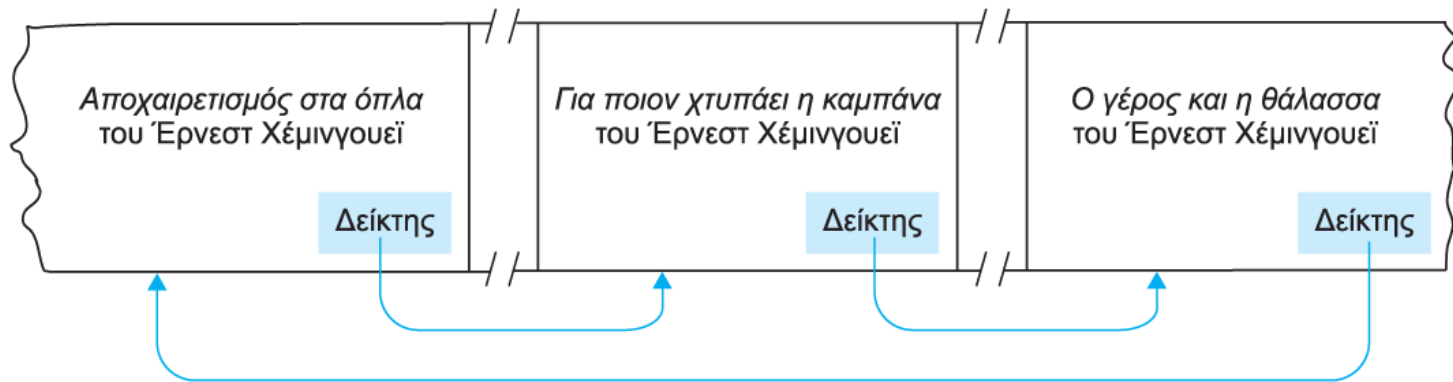 Αποχαιρετισμός στα όπλα
του Έρνεστ Χέμινγουεϊ
Δείκτης
Για ποιον χτυπάει η καμπάνα
του Έρνεστ Χέμινγουεϊ
Δείκτης
Ο γέρος και η θάλασσα
του Έρνεστ Χέμινγουεϊ
Δείκτης